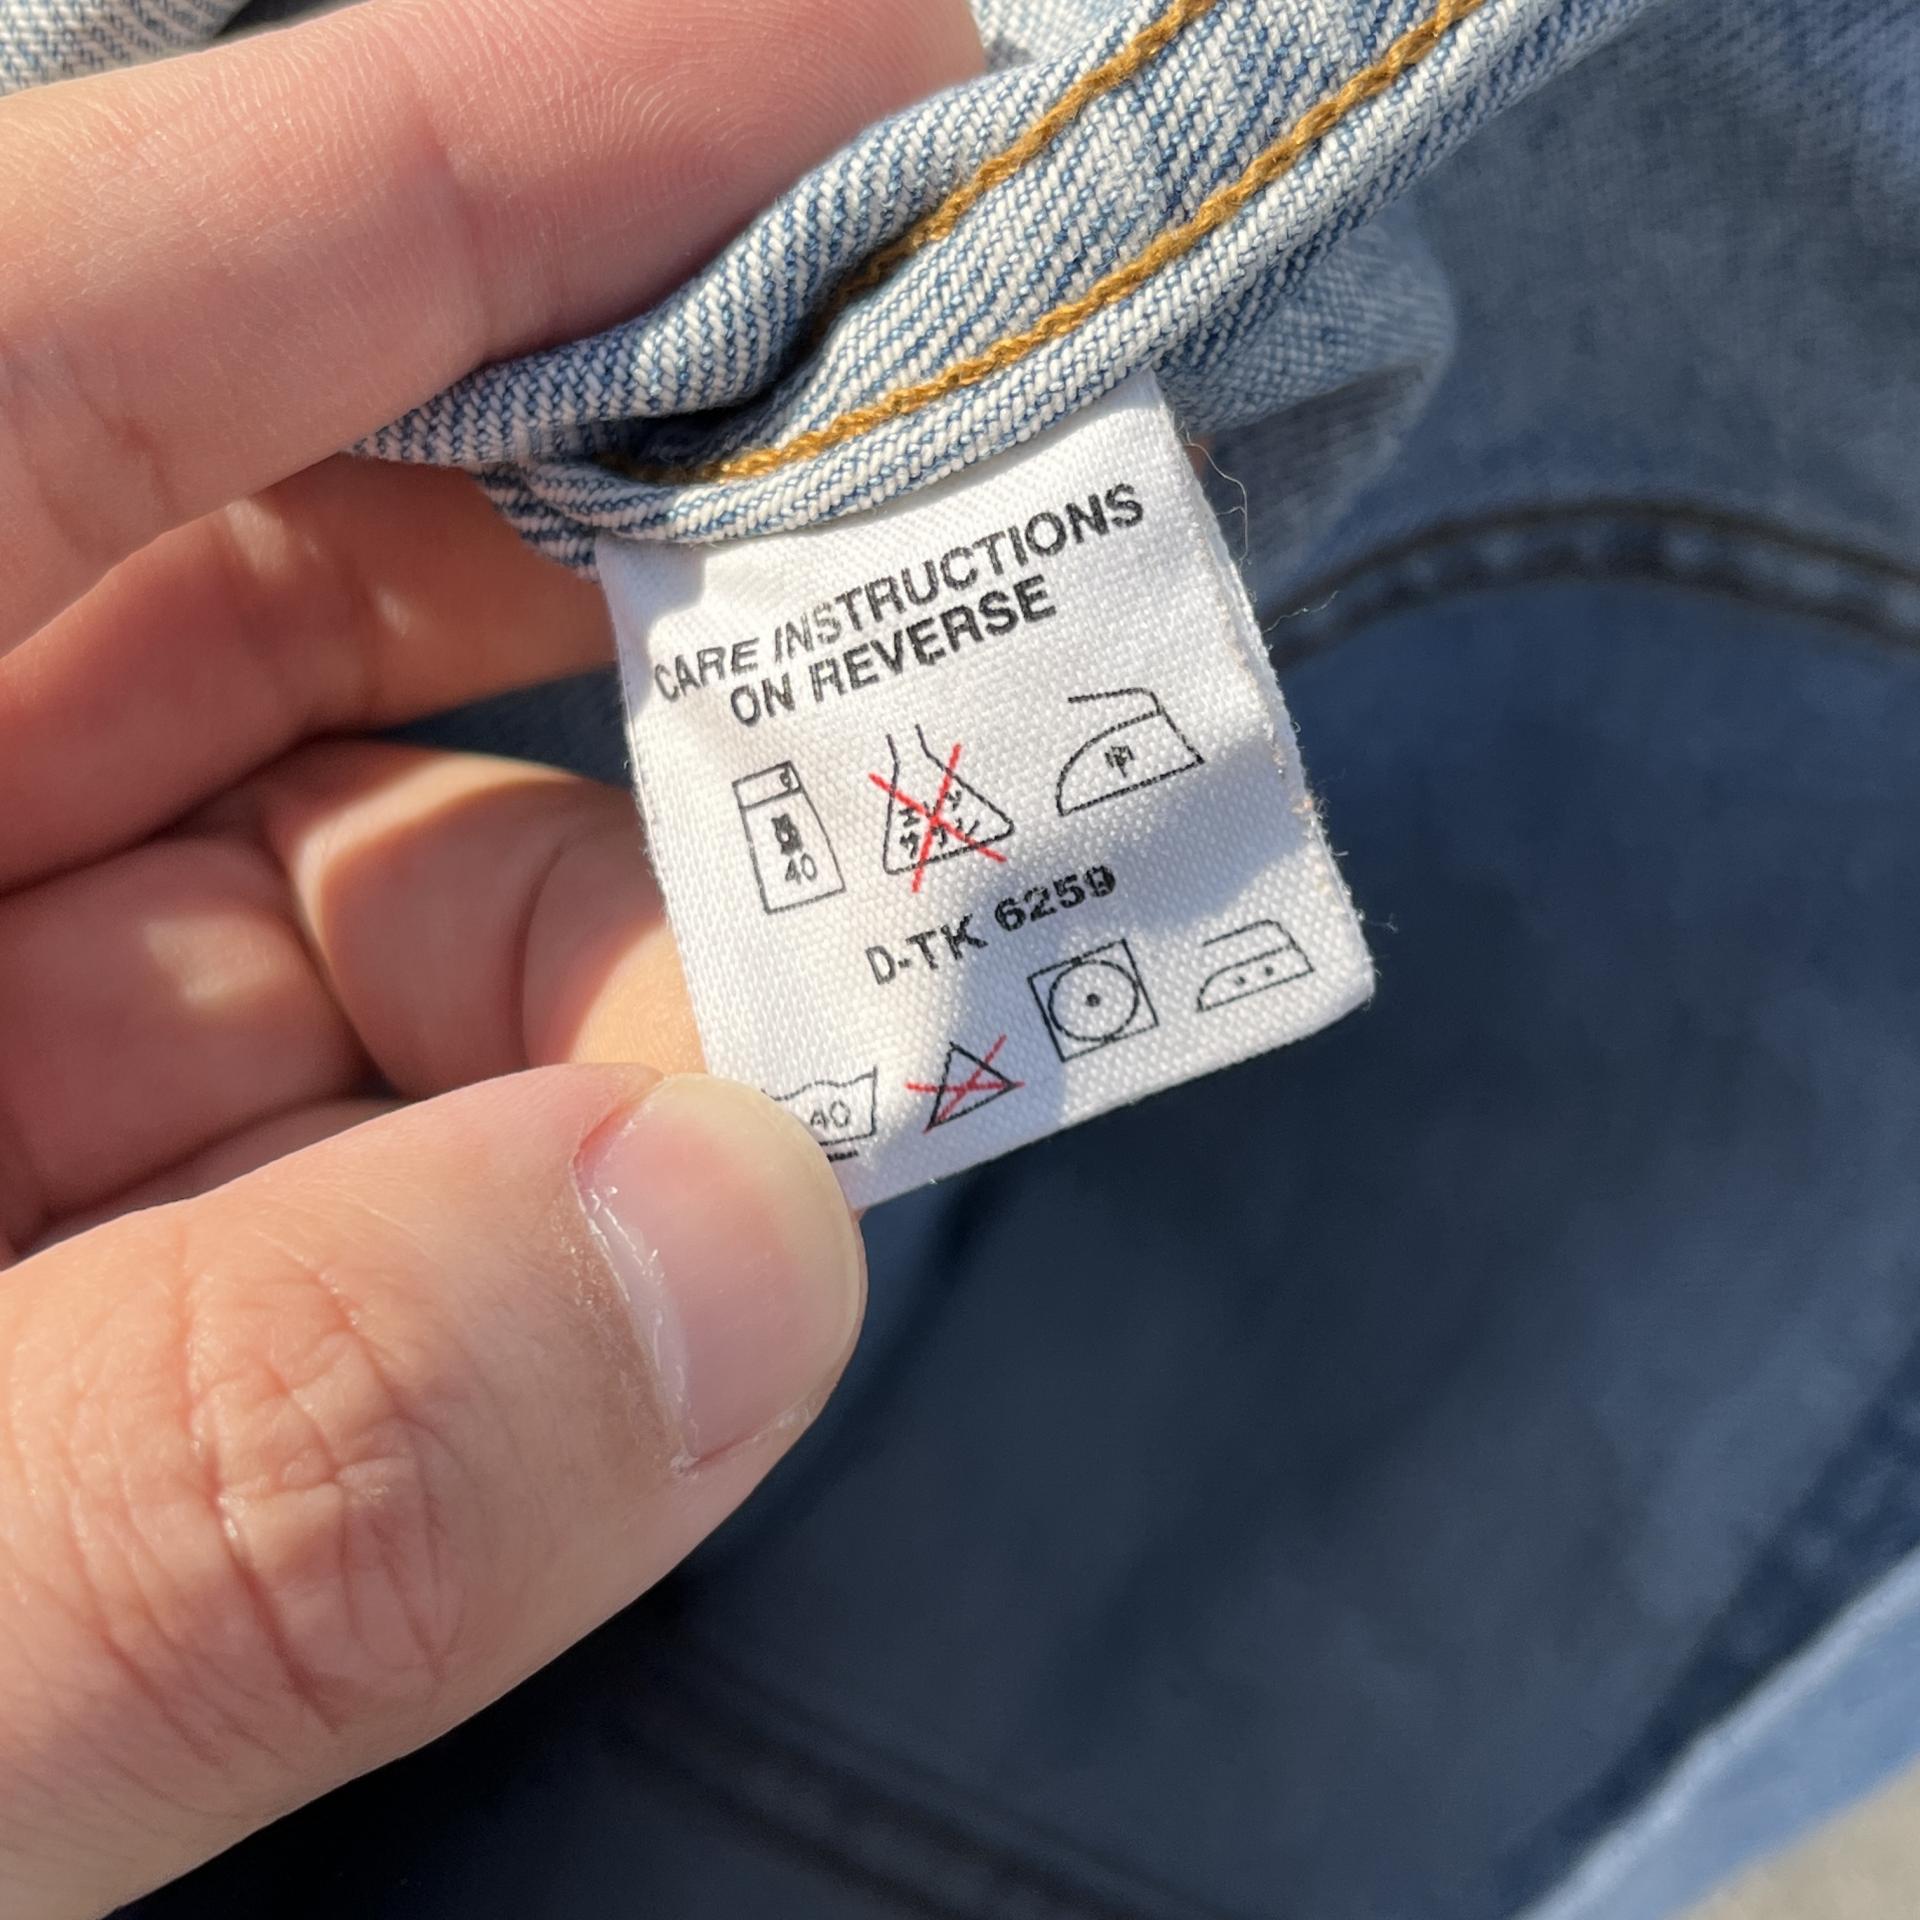 CARE INSTRUCTIONS
ON REVERSE
40
D-TK 6259
40